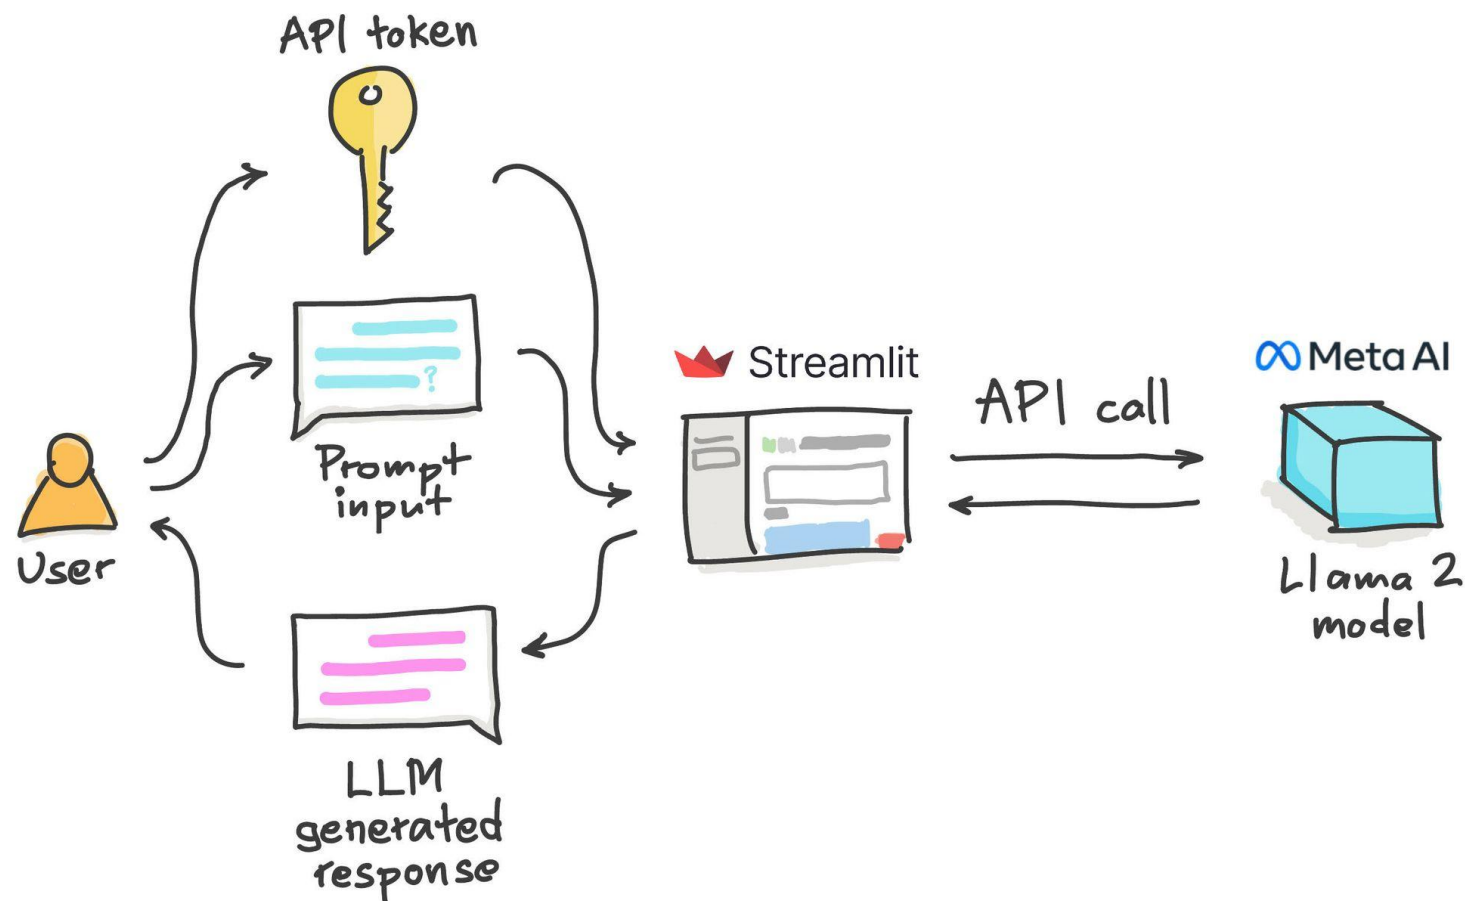 API token
?
Prompt
input
User
LLM
generated
response
Streamlit
API call
Meta AI
Llama 2
model